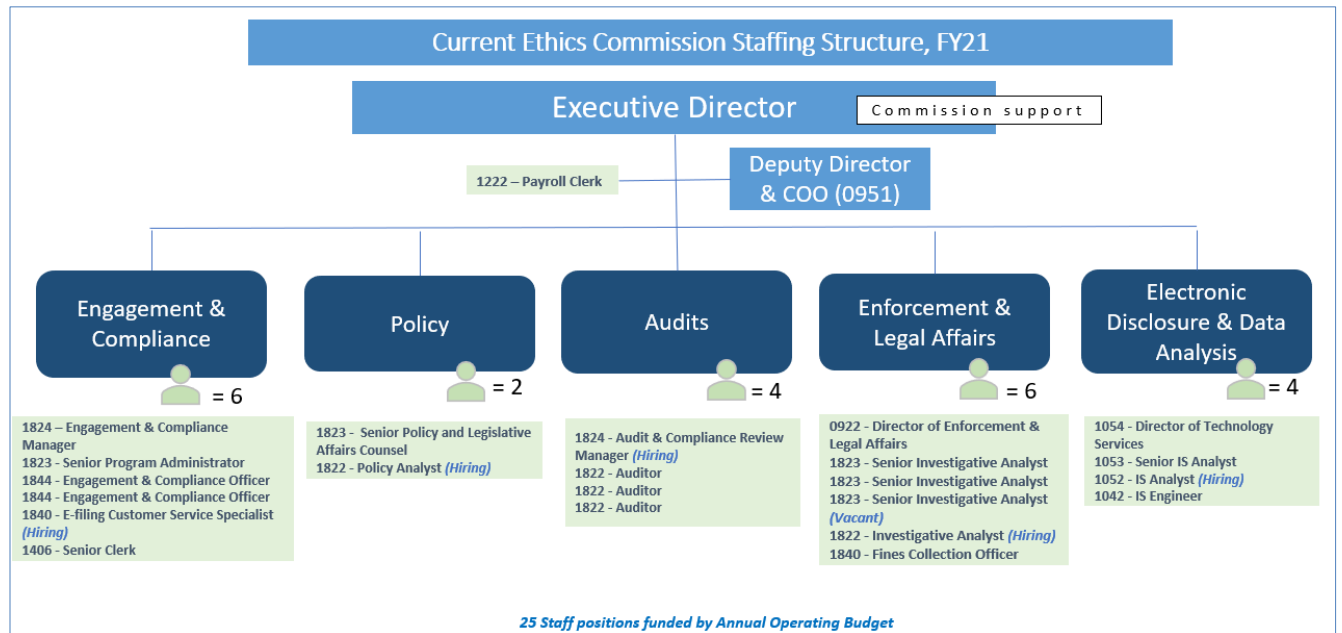 Current Ethics Commission Staffing Structure, FY21
Executive Director
Commission support
1222 – Payroll Clerk
Deputy Director
& COO (0951)
Engagement &
Compliance
= 6
1824 – Engagement & Compliance
Manager
1823 - Senior Program Administrator
1844 - Engagement & Compliance Officer
1844 - Engagement & Compliance Officer
1840 - E-filing Customer Service Specialist
(Hiring)
1406 - Senior Clerk
Policy
= 2
1823 - Senior Policy and Legislative
Affairs Counsel
1822 - Policy Analyst (Hiring)
Audits
= 4
1824 - Audit & Compliance Review
Manager (Hiring)
1822 - Auditor
1822 - Auditor
1822 - Auditor
Enforcement &
Legal Affairs
= 6
0922 - Director of Enforcement &
Legal Affairs
1823 - Senior Investigative Analyst
1823 - Senior Investigative Analyst
1823 - Senior Investigative Analyst
(Vacant)
1822 - Investigative Analyst (Hiring)
1840 - Fines Collection Officer
Electronic
Disclosure & Data
Analysis
= 4
1054 - Director of Technology
Services
1053 - Senior IS Analyst
1052 - IS Analyst (Hiring)
1042 - IS Engineer
25 Staff positions funded by Annual Operating Budget